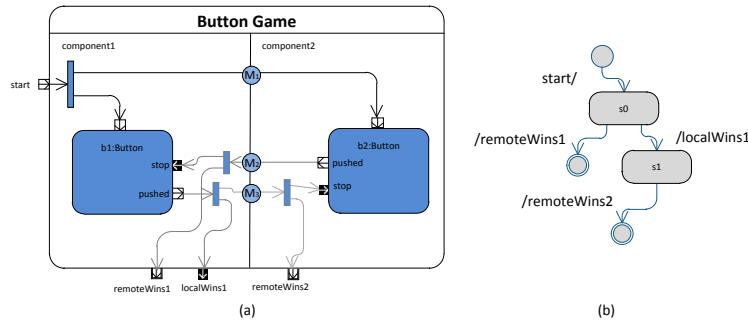 Button Game
component1
component2
M1
start
b1:Button
b2:Button
stop
pushed
M2
pushed
stop
M3
remoteWins1
localWins1
remoteWins2
(a)
start/
s0
/remoteWins1
/localWins1
s1
/remoteWins2
(b)